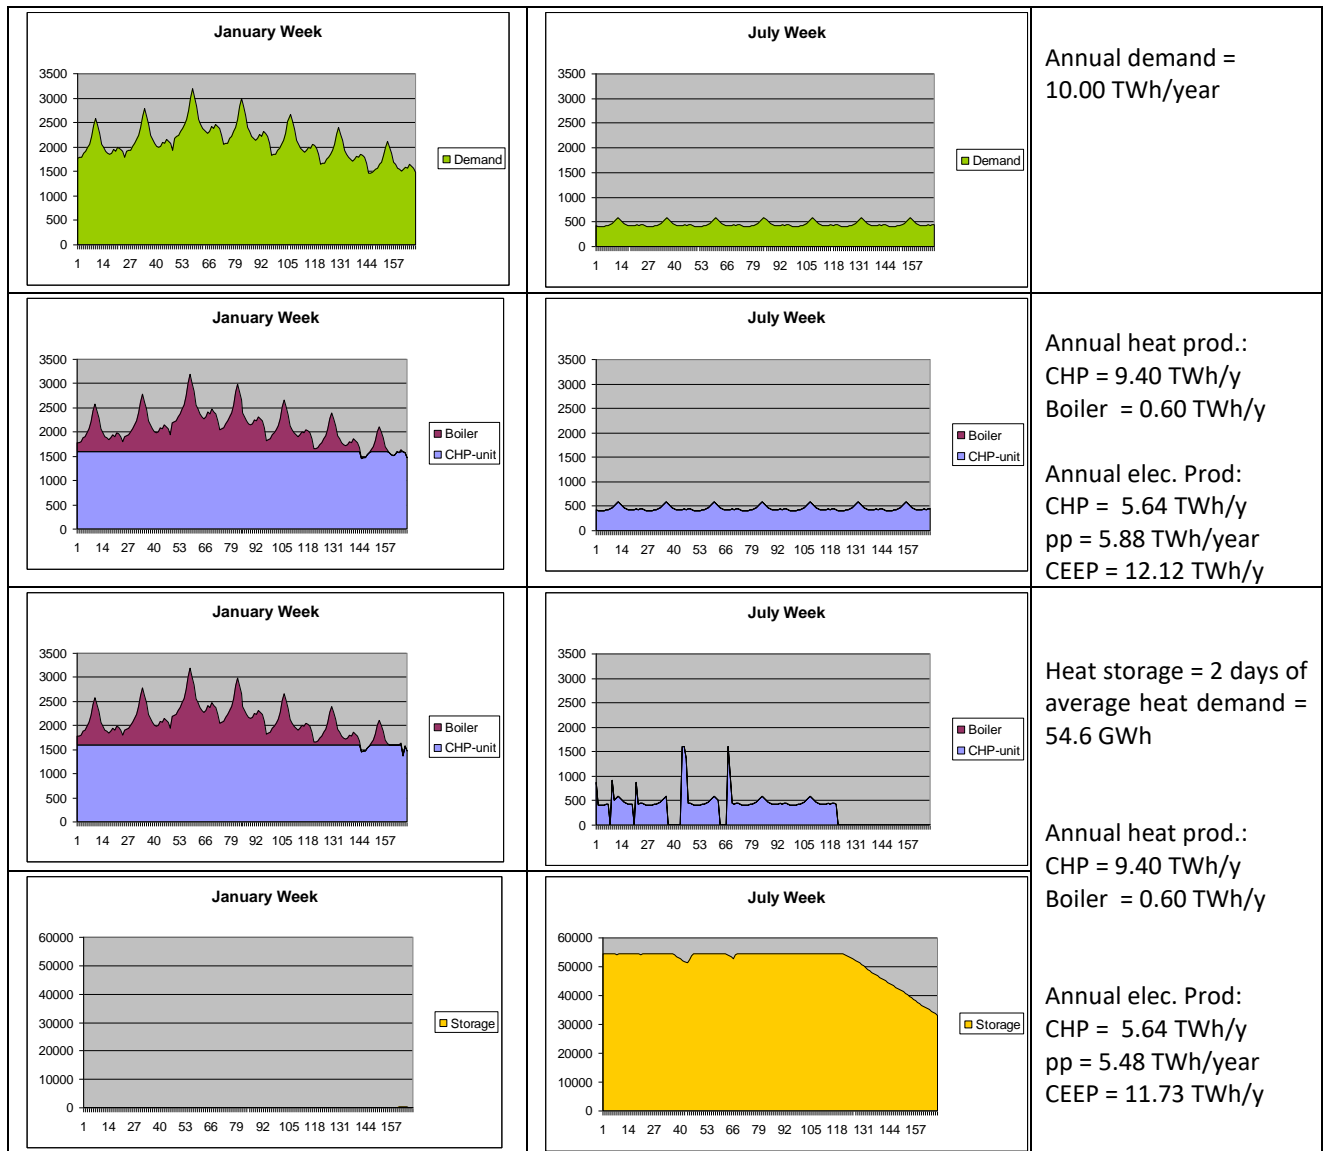 January Week
3500
3000
2500
2000
1500
1000
500
0
1 14 27 40 53 66 79 92 105 118 131 144 157
Demand
July Week
3500
3000
2500
2000
1500
1000
500
0
1 14 27 40 53 66 79 92 105 118 131 144 157
Demand
Annual demand =
10.00 TWh/year
January Week
3500
3000
2500
2000
1500
1000
500
0
1 14 27 40 53 66 79 92 105 118 131 144 157
Boiler
CHP-unit
July Week
3500
3000
2500
2000
1500
1000
500
0
1 14 27 40 53 66 79 92 105 118 131 144 157
Boiler
CHP-unit
Annual heat prod.:
CHP = 9.40 TWh/y
Boiler = 0.60 TWh/y
Annual elec. Prod:
CHP = 5.64 TWh/y
pp = 5.88 TWh/year
CEEP = 12.12 TWh/y
January Week
3500
3000
2500
2000
1500
1000
500
0
1 14 27 40 53 66 79 92 105 118 131 144 157
Boiler
CHP-unit
July Week
3500
3000
2500
2000
1500
1000
500
0
1 14 27 40 53 66 79 92 105 118 131 144 157
Boiler
CHP-unit
January Week
60000
50000
40000
30000
20000
10000
0
1 14 27 40 53 66 79 92 105 118 131 144 157
Storage
July Week
60000
50000
40000
30000
20000
10000
0
1 14 27 40 53 66 79 92 105 118 131 144 157
Storage
Heat storage = 2 days of
average heat demand =
54.6 GWh
Annual heat prod.:
CHP = 9.40 TWh/y
Boiler = 0.60 TWh/y
Annual elec. Prod:
CHP = 5.64 TWh/y
pp = 5.48 TWh/year
CEEP = 11.73 TWh/y